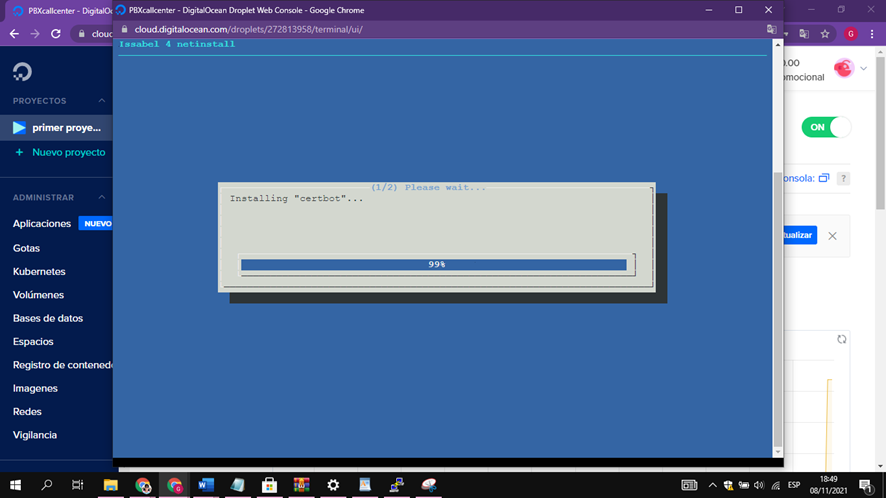 PBXcallcenter - DigitalOc
PBXcallcenter - DigitalOcean Droplet Web Console - Google Chrome
cloud
cloud.digitalocean.com/droplets/272813958/terminal/ui/
G
Issabel 4 netinstall
PROYECTOS
primer proye...
+ Nuevo proyecto
ADMINISTRAR
Aplicaciones NUEVO
Gotas
Kubernetes
Volúmenes
Bases de datos
Espacios
Registro de contenedo
Imagenes
Redes
Vigilancia
(1/2) Please wait...
Installing "certbot"...
99%
0.00
omocional
ON
onsola:
?
tualizar
ESP
18:49
08/11/2021
1